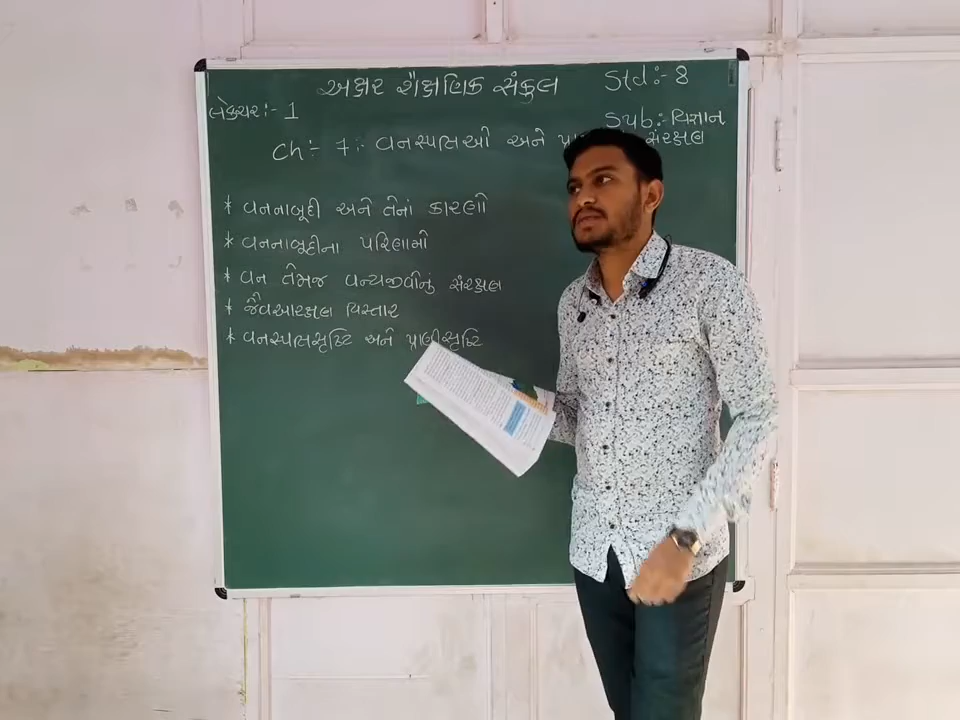 અક્ષર શૈક્ષણિક સંકુલ
Std :- 8
લેક્ચર :- 1
Sub :- વિજ્ઞાન
Ch :- 7 :- વનસ્પતિઓ અને સંરક્ષણ
* વનનાબૂદી અને તેનાં કારણો
* વનનાબૂદીના પરિણામો
* વન તેમજ વન્યજીવોનું સંરક્ષણ
* જૈવઆરક્ષણ વિસ્તાર
* વનસ્પતિસૃષ્ટિ અને પ્રાણીસૃષ્ટિ